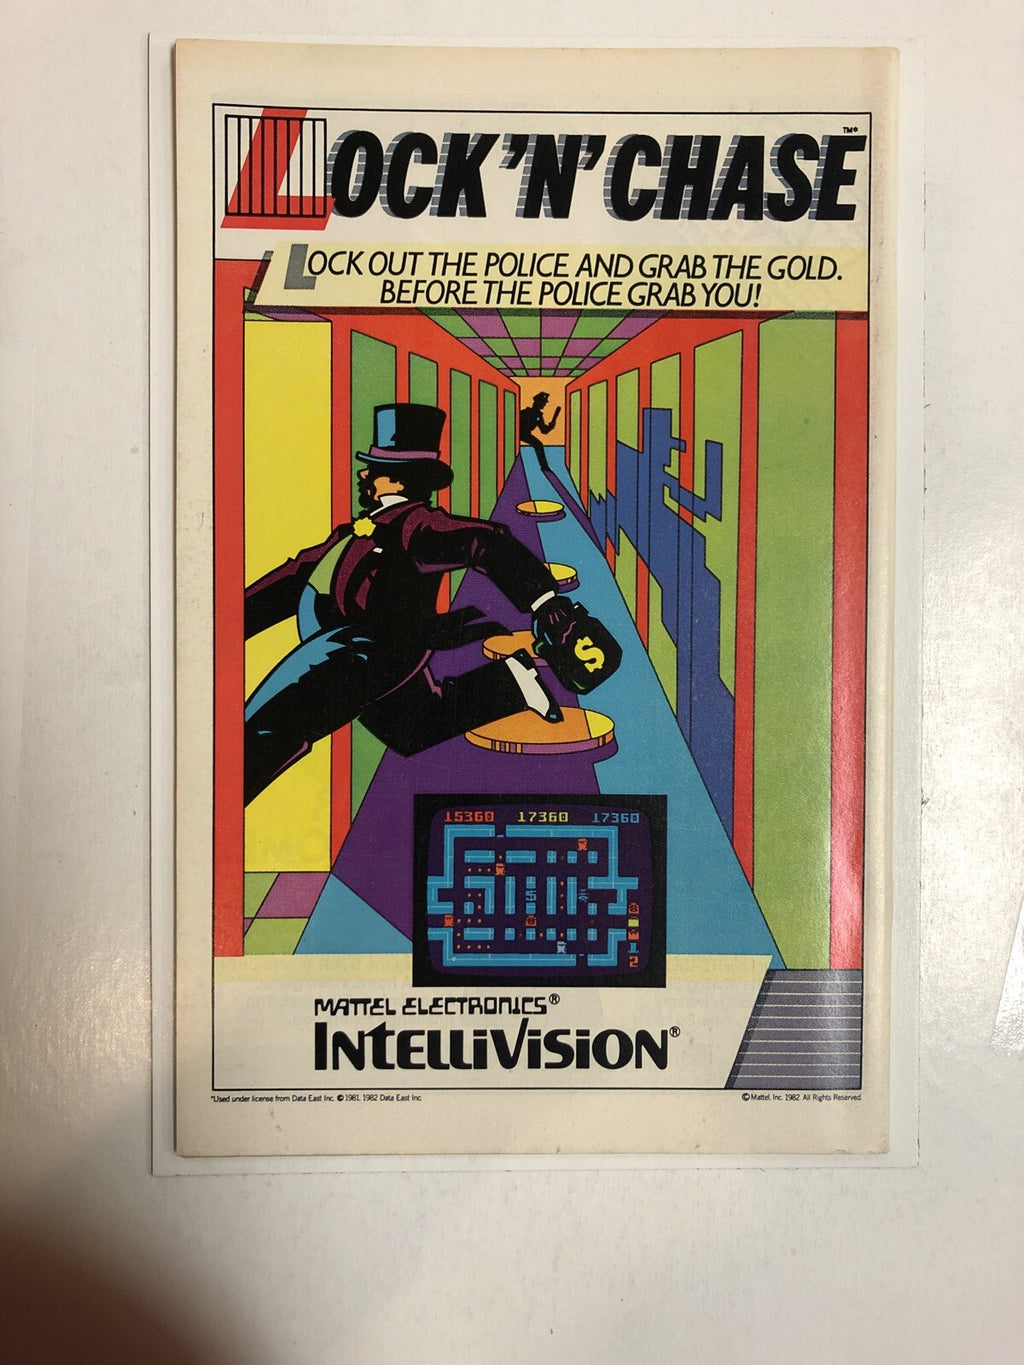 LOCK 'N' CHASE™*
LOCK OUT THE POLICE AND GRAB THE GOLD.
BEFORE THE POLICE GRAB YOU!
$
15360 17360 17360
2
MATTEL ELECTRONICS®
INTELLIVISION®
*Used under license from Data East Inc. © 1981, 1982 Data East Inc.
© Mattel, Inc. 1982. All Rights Reserved.